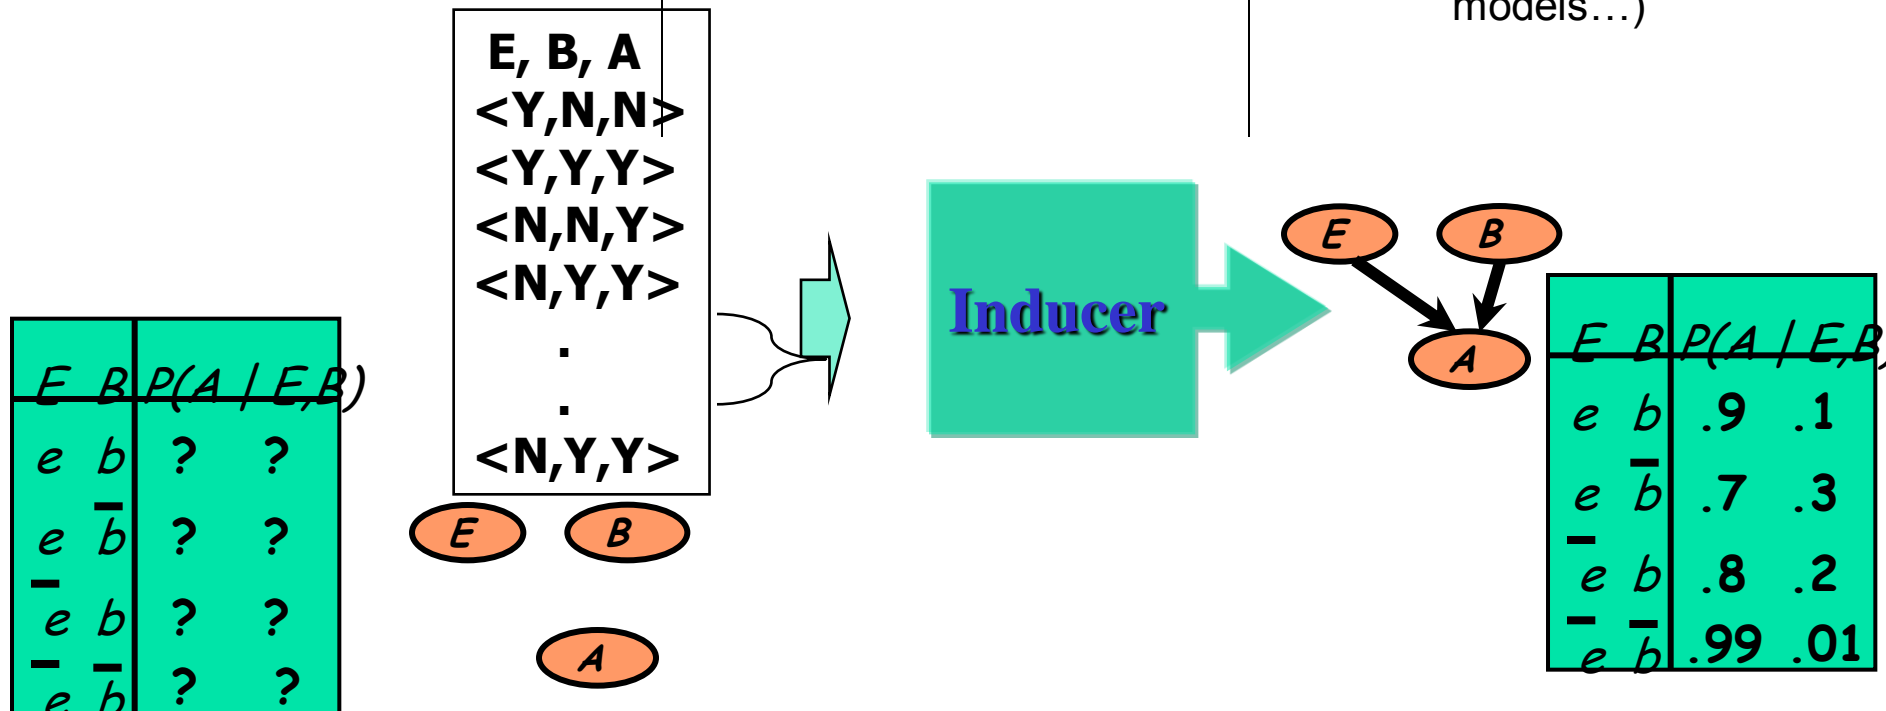 models…)
E, B, A
<Y,N,N>
<Y,Y,Y>
<N,N,Y>
<N,Y,Y>
.
.
<N,Y,Y>
E B P(A | E,B)
e b ? ?
e b̅ ? ?
e̅ b ? ?
e̅ b̅ ? ?
E B
A
Inducer
E B
A
E B P(A | E,B
e b .9 .1
e b̅ .7 .3
e̅ b .8 .2
e̅ b̅ .99 .01